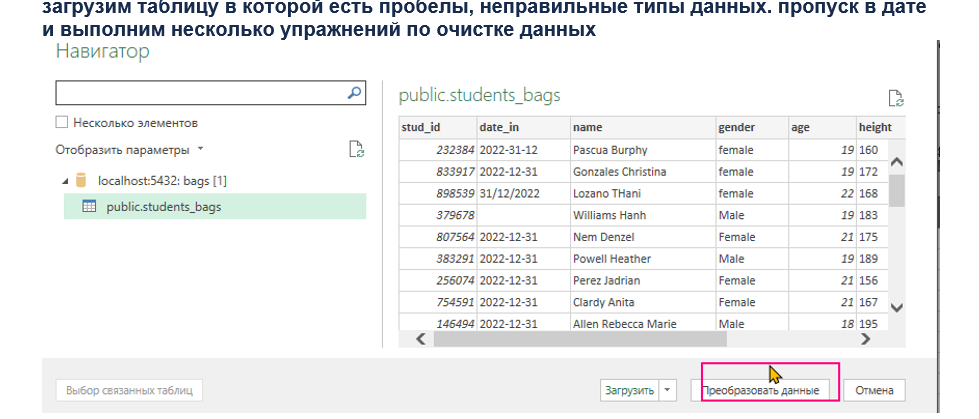 загрузим таблицу в которой есть пробелы, неправильные типы данных. пропуск в дате
и выполним несколько упражнений по очистке данных
Навигатор
Несколько элементов
Отобразить параметры
localhost:5432: bags [1]
public.students_bags
public.students_bags
stud_id date_in name gender age height
232384 2022-31-12 Pascua Burphy female 19 160
833917 2022-12-31 Gonzales Christina female 19 172
898539 31/12/2022 Lozano THani female 22 168
379678 Williams Hanh Male 19 183
807564 2022-12-31 Nem Denzel Female 21 175
383291 2022-12-31 Powell Heather Male 19 189
256074 2022-12-31 Perez Jadrian Female 21 156
754591 2022-12-31 Clardy Anita Female 21 167
146494 2022-12-31 Allen Rebecca Marie Male 18 195
Выбор связанных таблиц
Загрузить
Преобразовать данные
Отмена